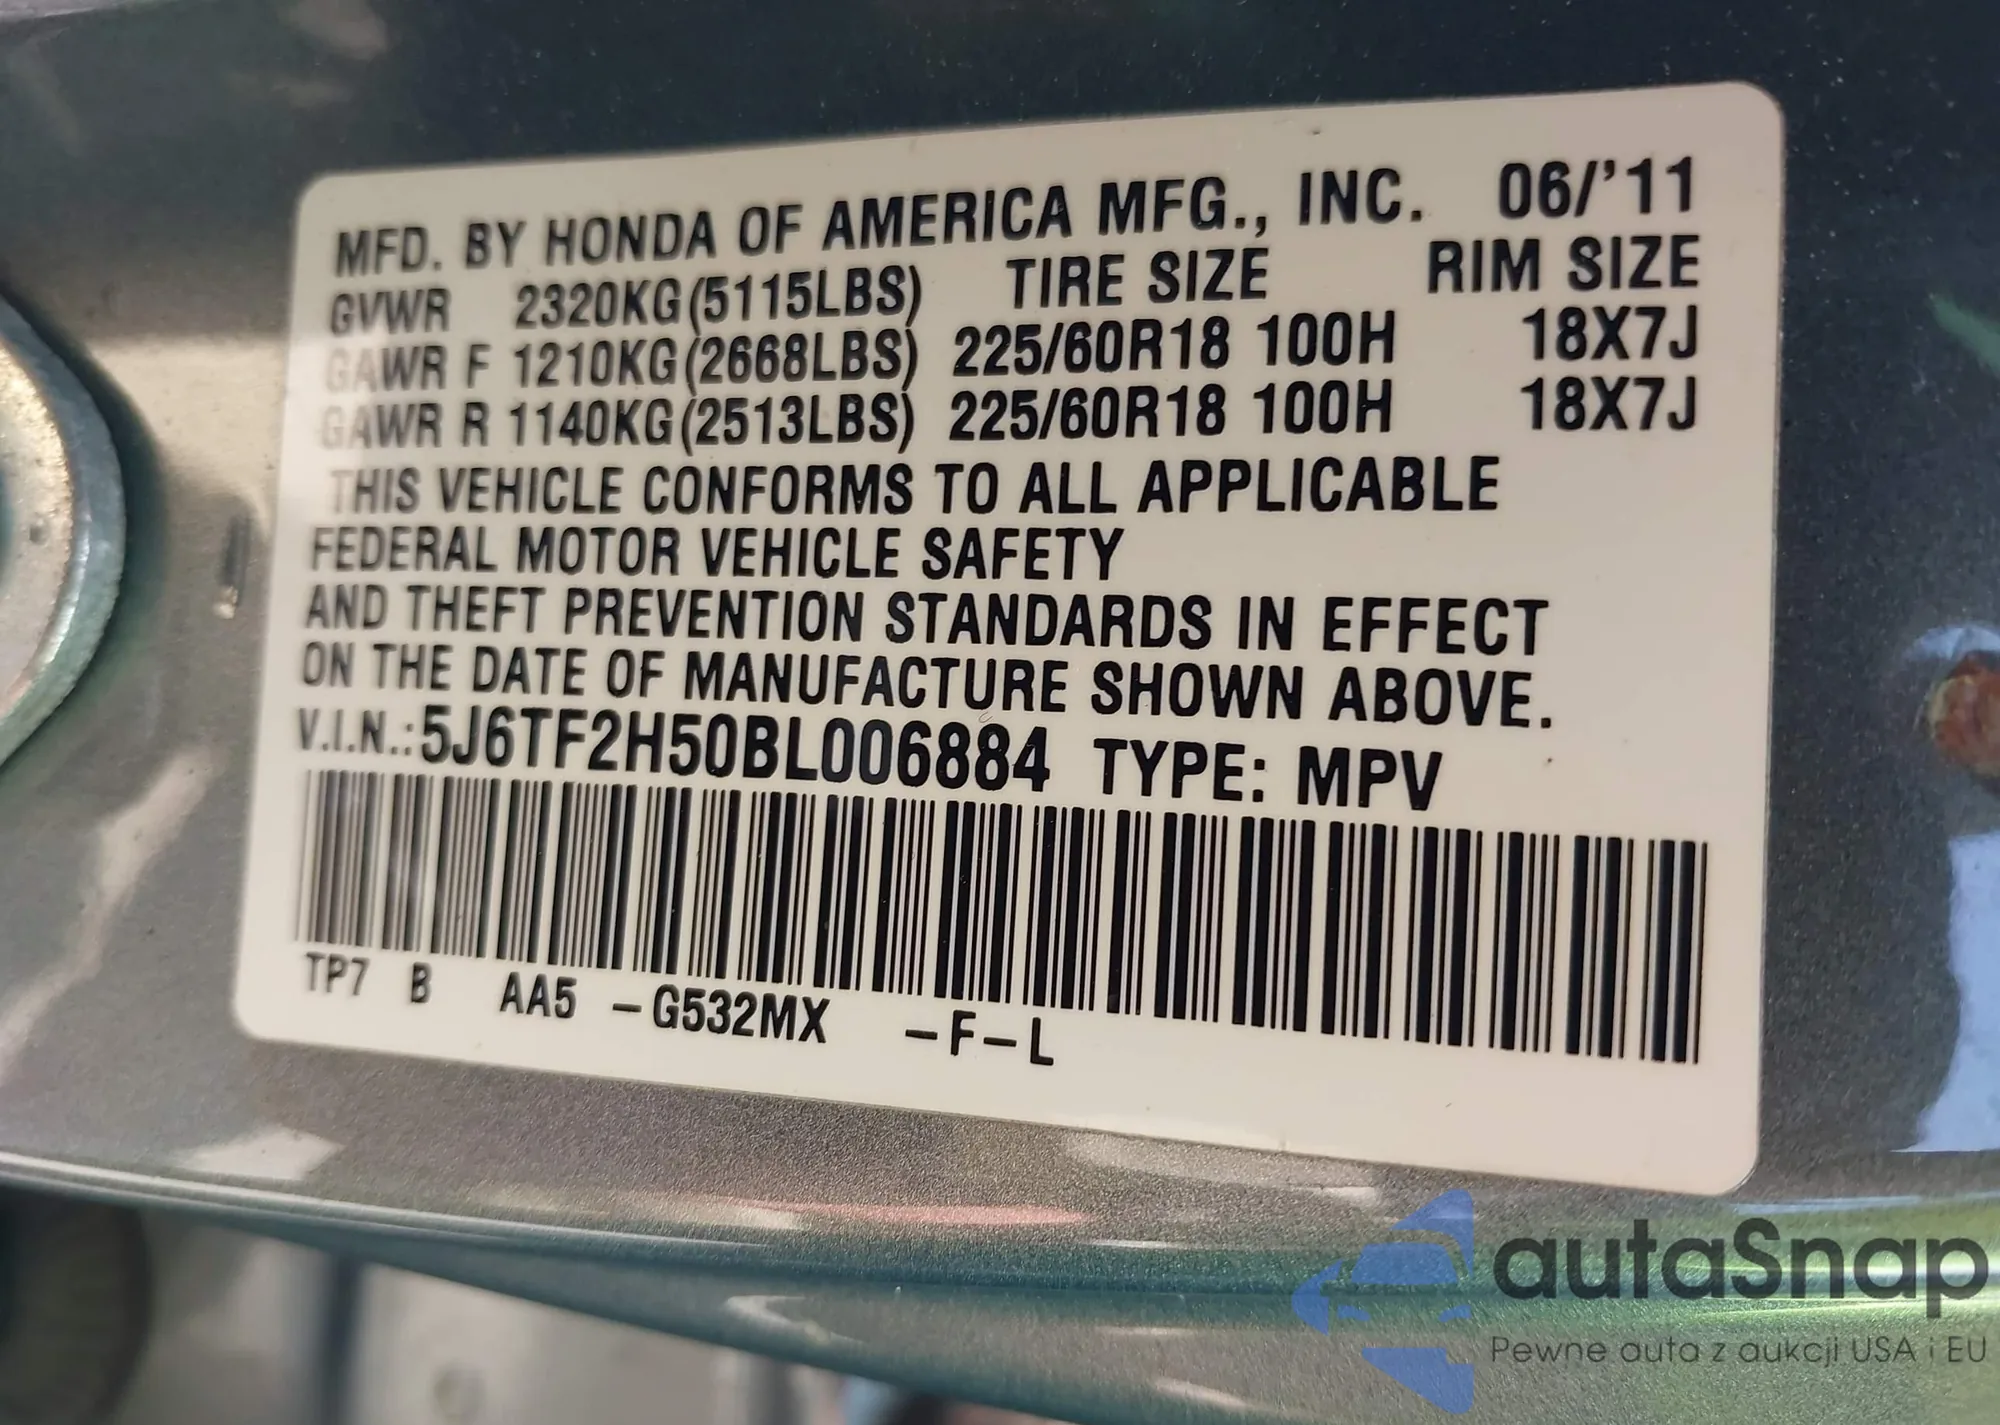 MFD. BY HONDA OF AMERICA MFG., INC. 06/'11
GVWR 2320KG(5115LBS) TIRE SIZE RIM SIZE
GAWR F 1210KG(2668LBS) 225/60R18 100H 18X7J
GAWR R 1140KG(2513LBS) 225/60R18 100H 18X7J
THIS VEHICLE CONFORMS TO ALL APPLICABLE
FEDERAL MOTOR VEHICLE SAFETY
AND THEFT PREVENTION STANDARDS IN EFFECT
ON THE DATE OF MANUFACTURE SHOWN ABOVE.
V.I.N.:5J6TF2H50BL006884 TYPE: MPV
TP7 B AA5 -G532MX -F-L
autaSnap
Pewne auta z aukcji USA i EU